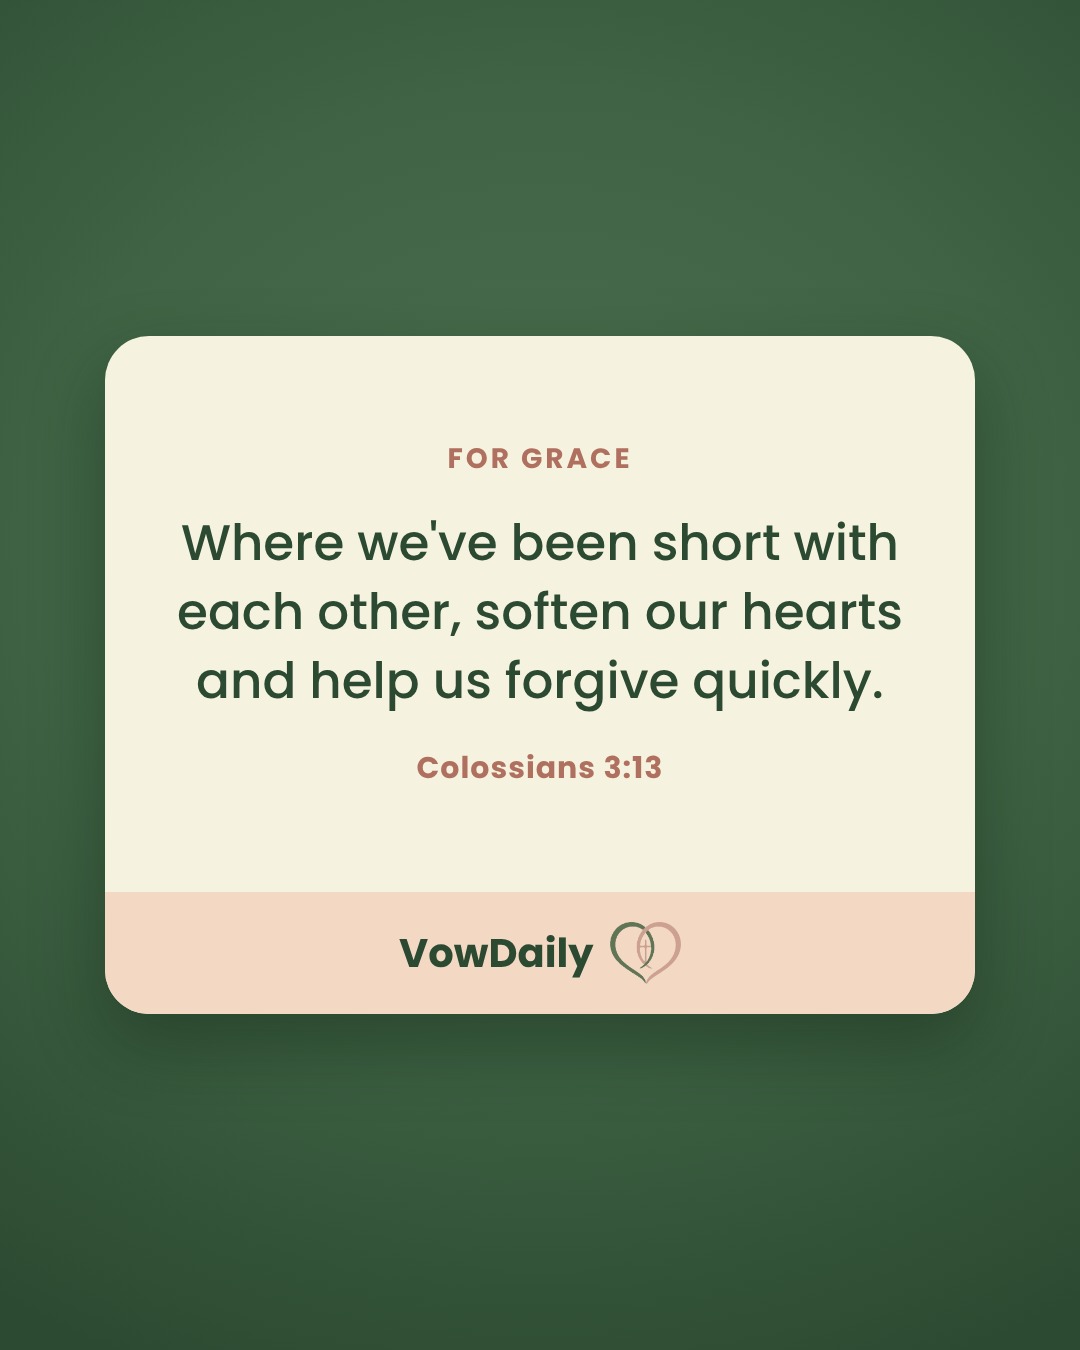 FOR GRACE
Where we've been short with
each other, soften our hearts
and help us forgive quickly.
Colossians 3:13
VowDaily